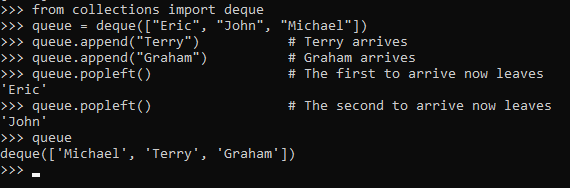 >>> from collections import deque
>>> queue = deque(["Eric", "John", "Michael"])
>>> queue.append("Terry")           # Terry arrives
>>> queue.append("Graham")          # Graham arrives
>>> queue.popleft()                 # The first to arrive now leaves
'Eric'
>>> queue.popleft()                 # The second to arrive now leaves
'John'
>>> queue
deque(['Michael', 'Terry', 'Graham'])
>>>